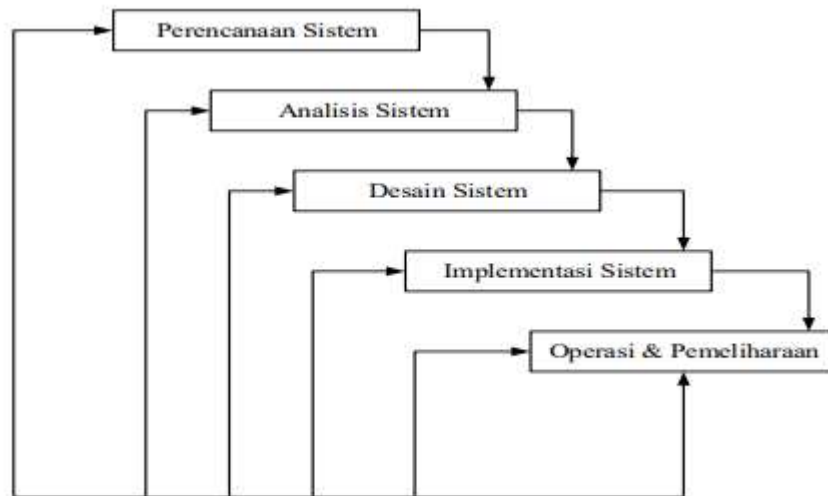 Perencanaan Sistem
Analisis Sistem
Desain Sistem
Implementasi Sistem
Operasi & Pemeliharaan